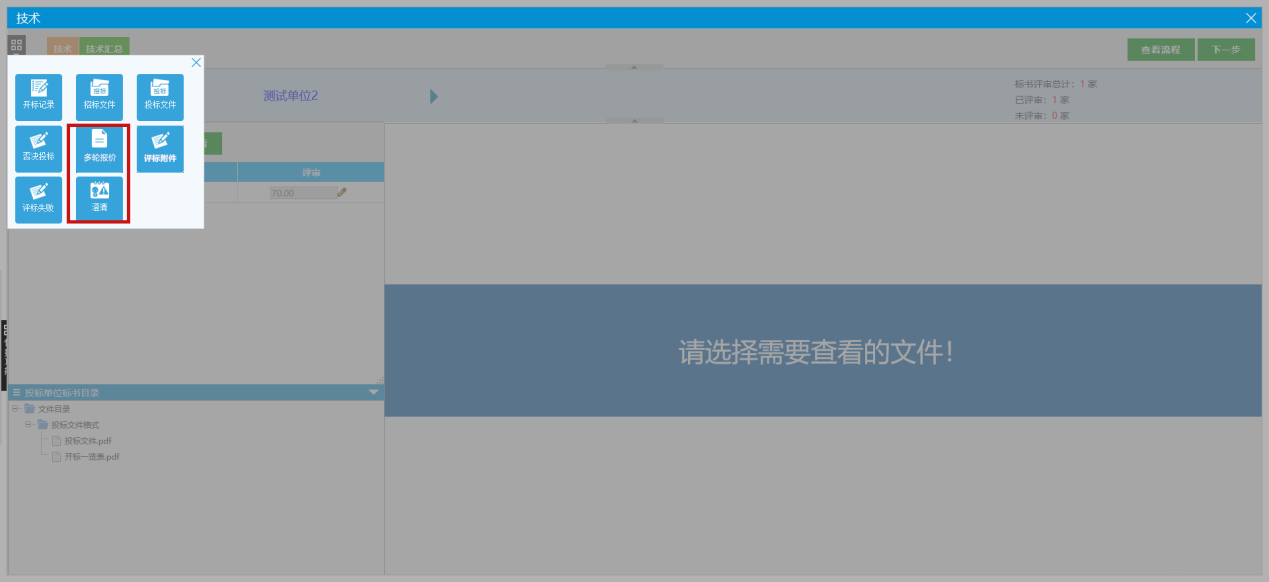 技术
技术 技术汇总
查看流程 下一步
开标记录 招标文件 投标文件
否决投标 多轮报价 评标附件
评标失败 澄清
测试单位2
标书评审总计：1 家
已评审：1 家
未评审：0 家
评审
70.00
请选择需要查看的文件！
投标单位标书目录
文件目录
投标文件格式
投标文件.pdf
开标一览表.pdf